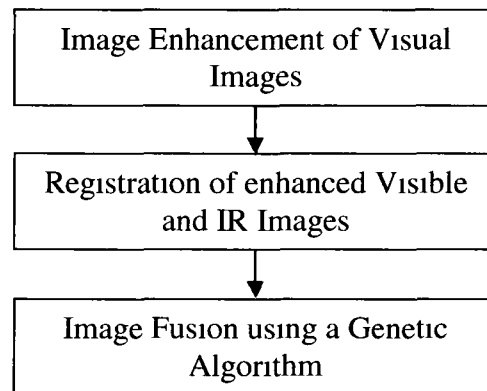 Image Enhancement of Visual
Images
Registration of enhanced Visible
and IR Images
Image Fusion using a Genetic
Algorithm